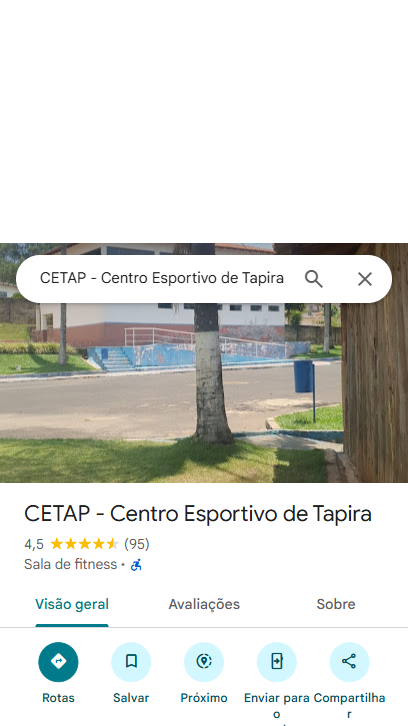 CETAP - Centro Esportivo de Tapira
CETAP - Centro Esportivo de Tapira
4,5 (95)
Sala de fitness ·
Visão geral Avaliações Sobre
Rotas Salvar Próximo Enviar para o Compartilhar